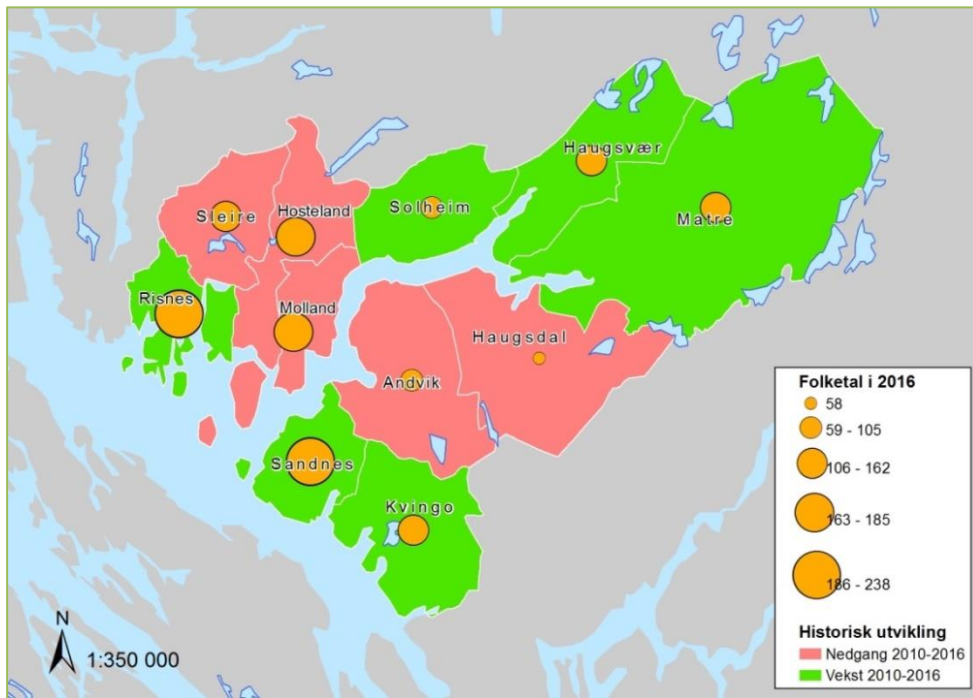 Haugsvær
Solheim
Matre
Sleire
Hosteland
Risnes
Molland
Haugsdal
Andvik
Sandnes
Kvingo
N
1:350 000
Folketal i 2016
58
59 - 105
106 - 162
163 - 185
186 - 238
Historisk utvikling
Nedgang 2010-2016
Vekst 2010-2016